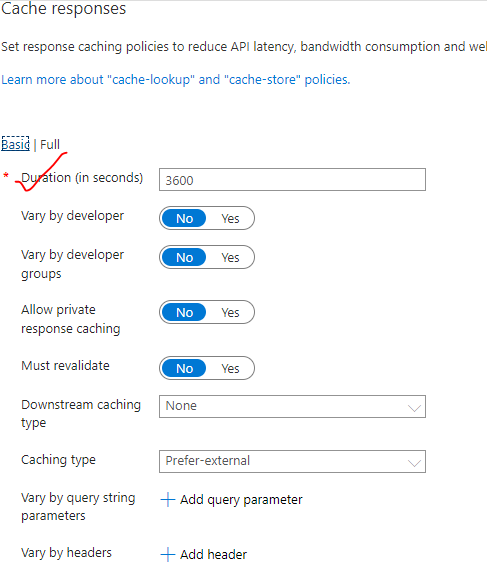 Cache responses
Set response caching policies to reduce API latency, bandwidth consumption and wel
Learn more about "cache-lookup" and "cache-store" policies.
Basic | Full
* Duration (in seconds) 3600
Vary by developer No Yes
Vary by developer
groups No Yes
Allow private
response caching No Yes
Must revalidate No Yes
Downstream caching
type None
Caching type Prefer-external
Vary by query string
parameters + Add query parameter
Vary by headers + Add header